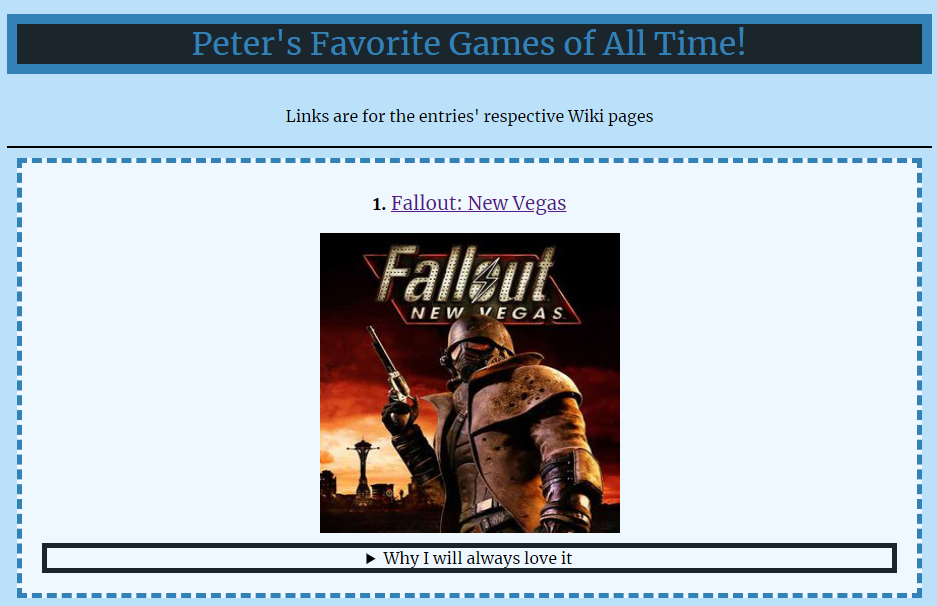 Peter's Favorite Games of All Time!
Links are for the entries' respective Wiki pages
1. Fallout: New Vegas
Fallout
NEW VEGAS
Why I will always love it